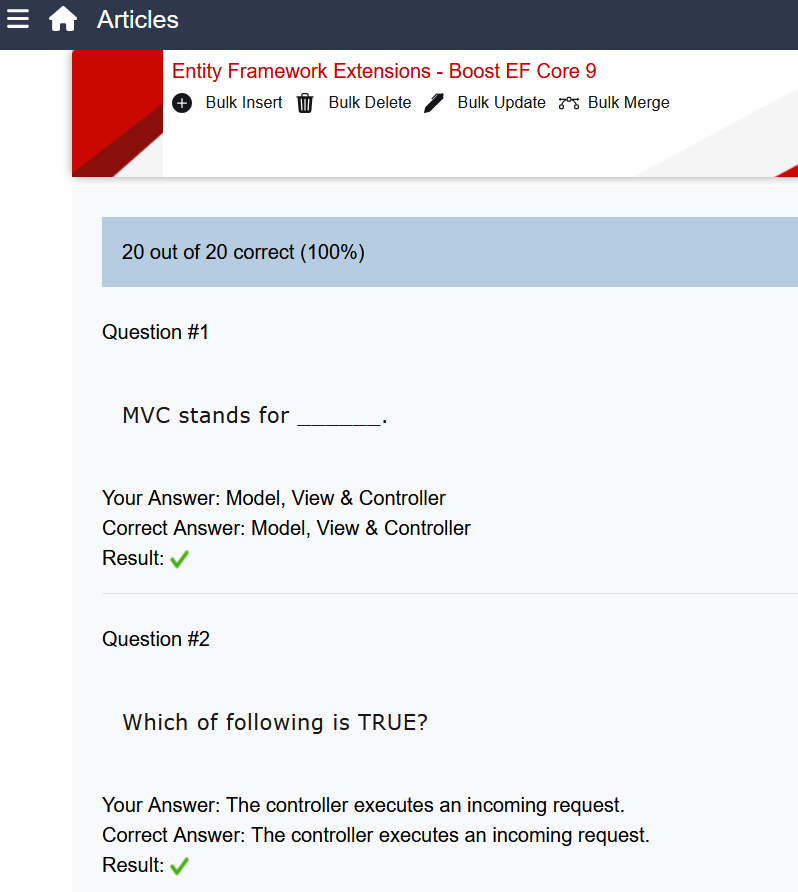 Articles
Entity Framework Extensions - Boost EF Core 9
Bulk Insert Bulk Delete Bulk Update Bulk Merge
20 out of 20 correct (100%)
Question #1
MVC stands for ______.
Your Answer: Model, View & Controller
Correct Answer: Model, View & Controller
Result:
Question #2
Which of following is TRUE?
Your Answer: The controller executes an incoming request.
Correct Answer: The controller executes an incoming request.
Result: